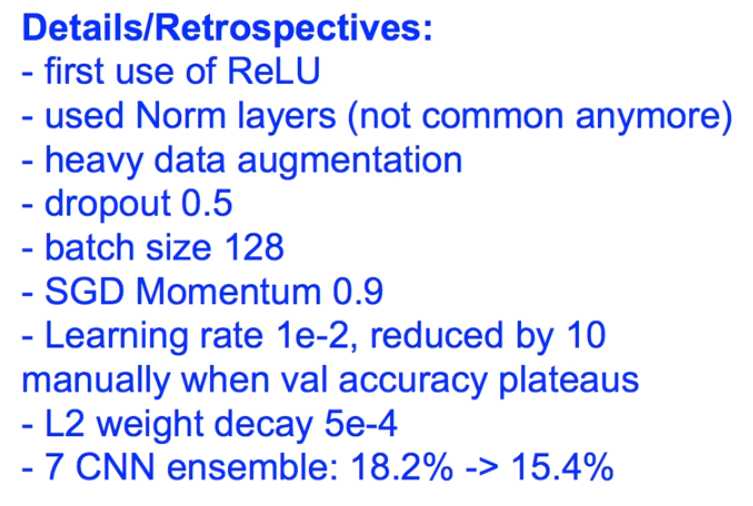 Details/Retrospectives:
- first use of ReLU
- used Norm layers (not common anymore)
- heavy data augmentation
- dropout 0.5
- batch size 128
- SGD Momentum 0.9
- Learning rate 1e-2, reduced by 10
manually when val accuracy plateaus
- L2 weight decay 5e-4
- 7 CNN ensemble: 18.2% -> 15.4%